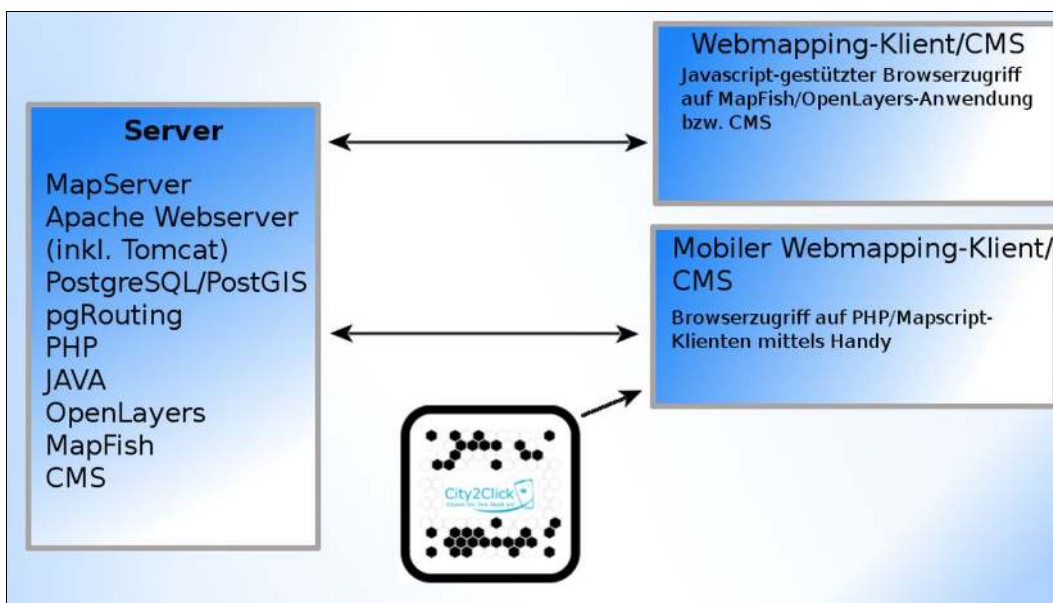 Server
MapServer
Apache Webserver
(inkl. Tomcat)
PostgreSQL/PostGIS
pgRouting
PHP
JAVA
OpenLayers
MapFish
CMS
Webmapping-Klient/CMS
Javascript-gestützter Browserzugriff
auf MapFish/OpenLayers-Anwendung
bzw. CMS
Mobiler Webmapping-Klient/
CMS
Browserzugriff auf PHP/Mapscript-
Klienten mittels Handy
City2Click